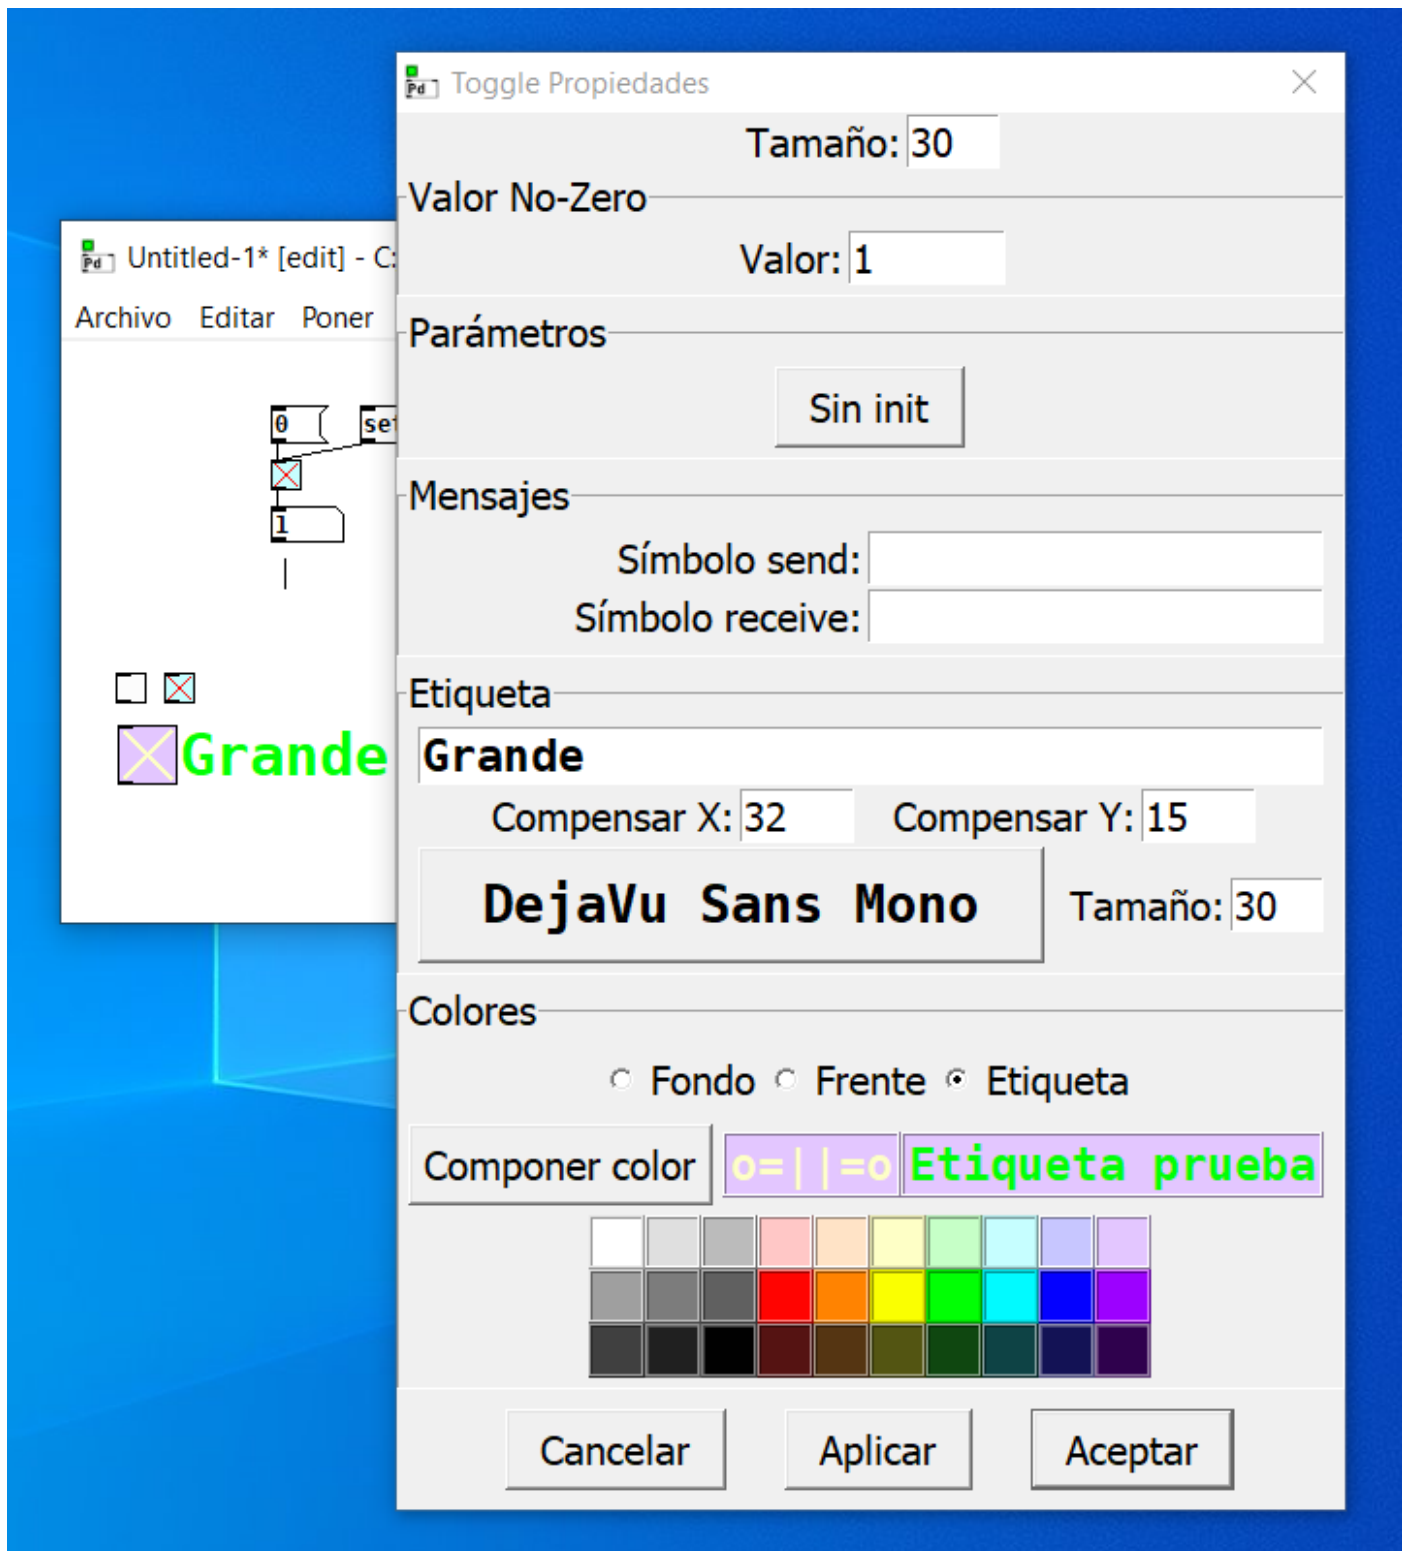 Pd Toggle Propiedades
Tamaño: 30
Valor No-Zero
Valor: 1
Parámetros
Sin init
Mensajes
Símbolo send:
Símbolo receive:
Etiqueta
Grande
Compensar X: 32 Compensar Y: 15
DejaVu Sans Mono Tamaño: 30
Colores
Fondo Frente Etiqueta
Componer color o=||=o Etiqueta prueba
Cancelar Aplicar Aceptar
Pd Untitled-1* [edit] - C:
Archivo Editar Poner
0 set
1
Grande